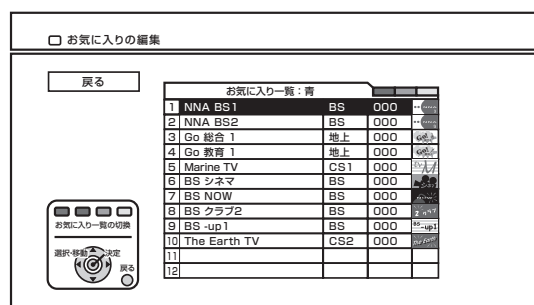 お気に入りの編集
戻る
お気に入り一覧：青
1 NNA BS1 BS 000
2 NNA BS2 BS 000
3 Go 総合 1 地上 000
4 Go 教育 1 地上 000
5 Marine TV CS1 000
6 BS シネマ BS 000
7 BS NOW BS 000
8 BS クラブ2 BS 000
9 BS -up1 BS 000 BS-up1
10 The Earth TV CS2 000 The Earth
11
12
お気に入り一覧の切換
選択・移動 決定
戻る